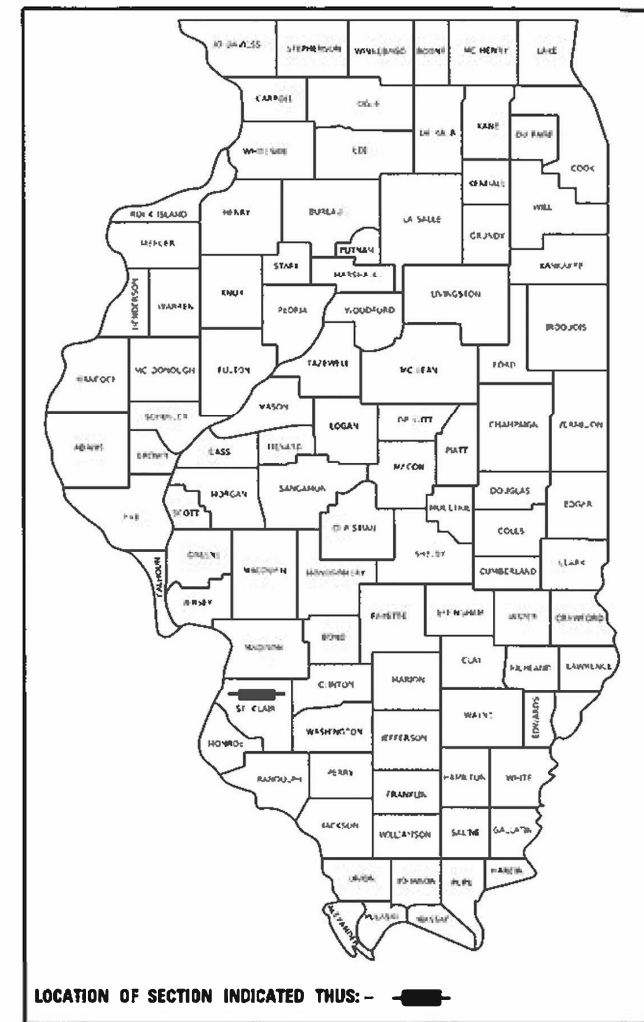 JO DAVIESS STEPHENSON WINNEBAGO BOONE MC HENRY LAKE
CARROLL OGLE KANE
DE KALB DU PAGE
WHITESIDE LEE COOK
KENDALL
ROCK ISLAND HENRY BUREAU LA SALLE WILL
GRUNDY
MERCER PUTNAM
STARK MARSHALL KANKAKEE
HENDERSON WARREN KNOX PEORIA WOODFORD LIVINGSTON
IROQUOIS
HANCOCK MC DONOUGH FULTON TAZEWELL MC LEAN FORD
SCHUYLER MASON LOGAN DE WITT CHAMPAIGN VERMILION
ADAMS BROWN CASS MENARD PIATT
MACON
PIKE SCOTT MORGAN SANGAMON MOULTRIE DOUGLAS EDGAR
CHRISTIAN COLES
CALHOUN GREENE MACOUPIN MONTGOMERY SHELBY CUMBERLAND CLARK
JERSEY FAYETTE EFFINGHAM JASPER CRAWFORD
MADISON BOND
CLAY RICHLAND LAWRENCE
CLINTON MARION
ST. CLAIR WAYNE EDWARDS
MONROE WASHINGTON JEFFERSON
RANDOLPH PERRY HAMILTON WHITE
FRANKLIN
JACKSON WILLIAMSON SALINE GALLATIN
UNION JOHNSON POPE HARDIN
ALEXANDER PULASKI MASSAC
LOCATION OF SECTION INDICATED THUS: -